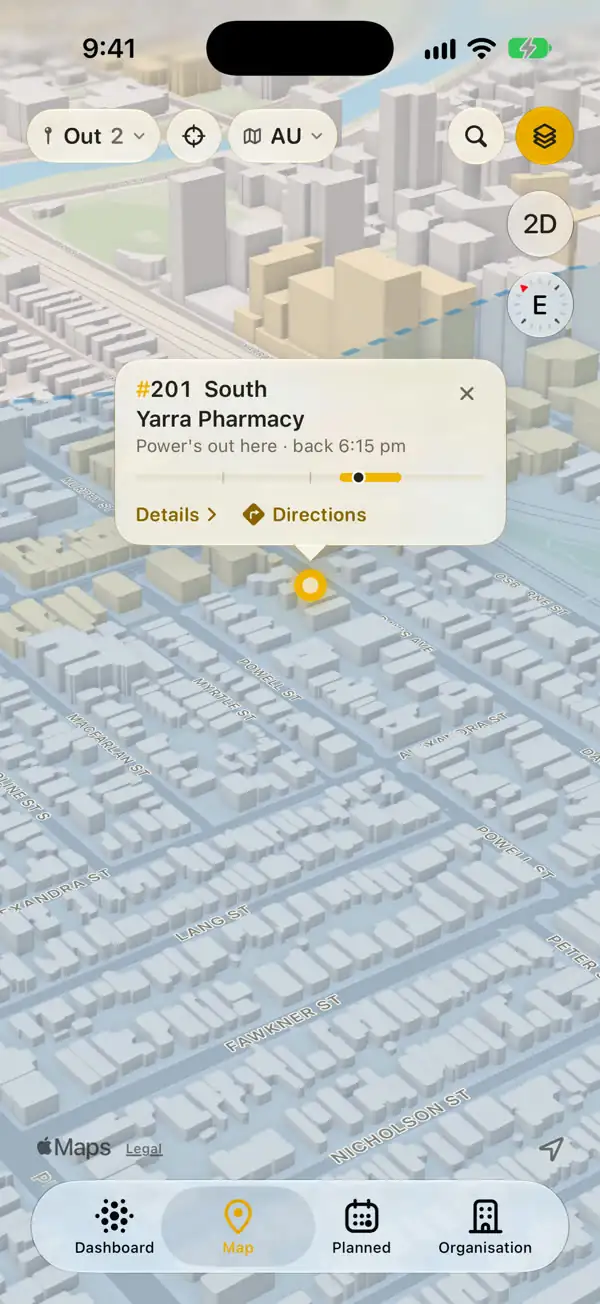 9:41
Out 2
AU
2D
E
#201 South
Yarra Pharmacy
Power's out here · back 6:15 pm
Details
Directions
POWELL ST
MYRTLE ST
MACFARLAN ST
POWELL ST
LANG ST
FAWKNER ST
NICHOLSON ST
Maps
Legal
Dashboard
Map
Planned
Organisation